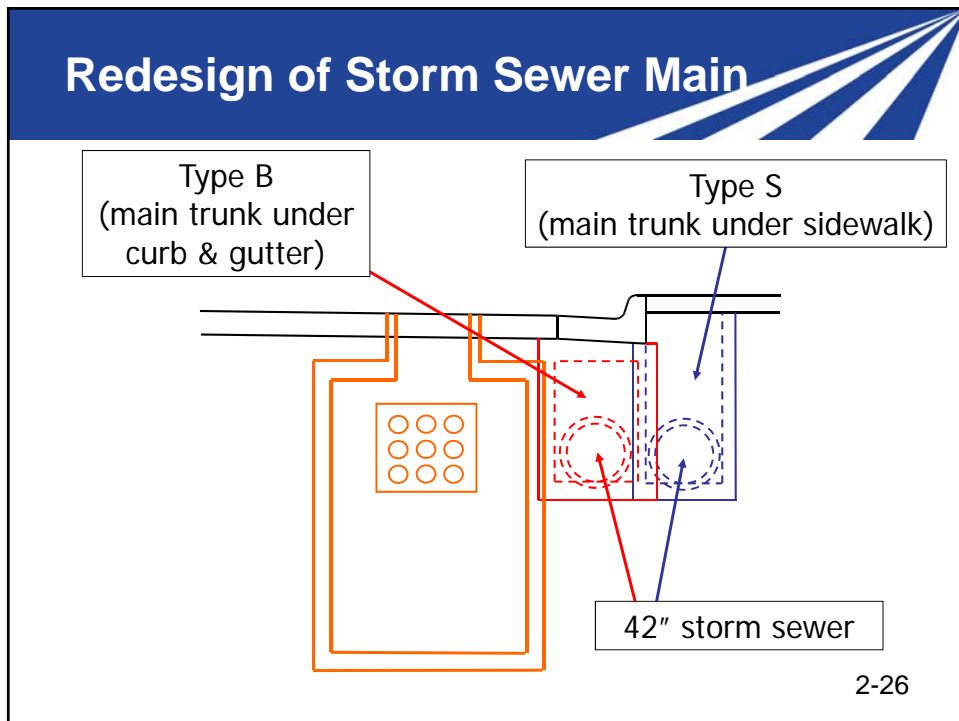 Redesign of Storm Sewer Main
Type B
(main trunk under
curb & gutter)
Type S
(main trunk under sidewalk)
42″ storm sewer
2-26